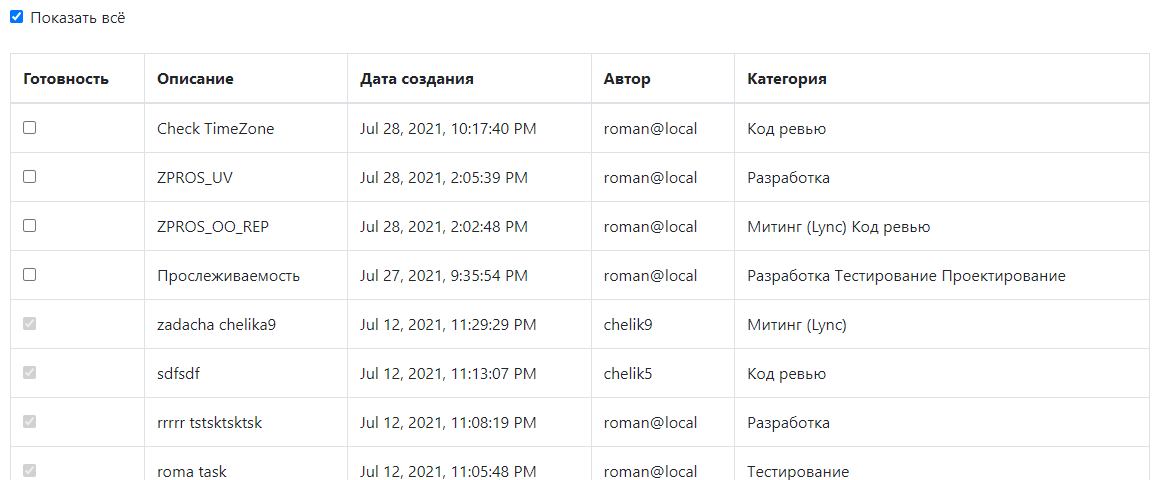 Показать всё
Готовность Описание Дата создания Автор Категория
Check TimeZone Jul 28, 2021, 10:17:40 PM roman@local Код ревью
ZPROS_UV Jul 28, 2021, 2:05:39 PM roman@local Разработка
ZPROS_OO_REP Jul 28, 2021, 2:02:48 PM roman@local Митинг (Lync) Код ревью
Прослеживаемость Jul 27, 2021, 9:35:54 PM roman@local Разработка Тестирование Проектирование
zadacha chelika9 Jul 12, 2021, 11:29:29 PM chelik9 Митинг (Lync)
sdfsdf Jul 12, 2021, 11:13:07 PM chelik5 Код ревью
rrrrr tstsktsktsk Jul 12, 2021, 11:08:19 PM roman@local Разработка
roma task Jul 12, 2021, 11:05:48 PM roman@local Тестирование